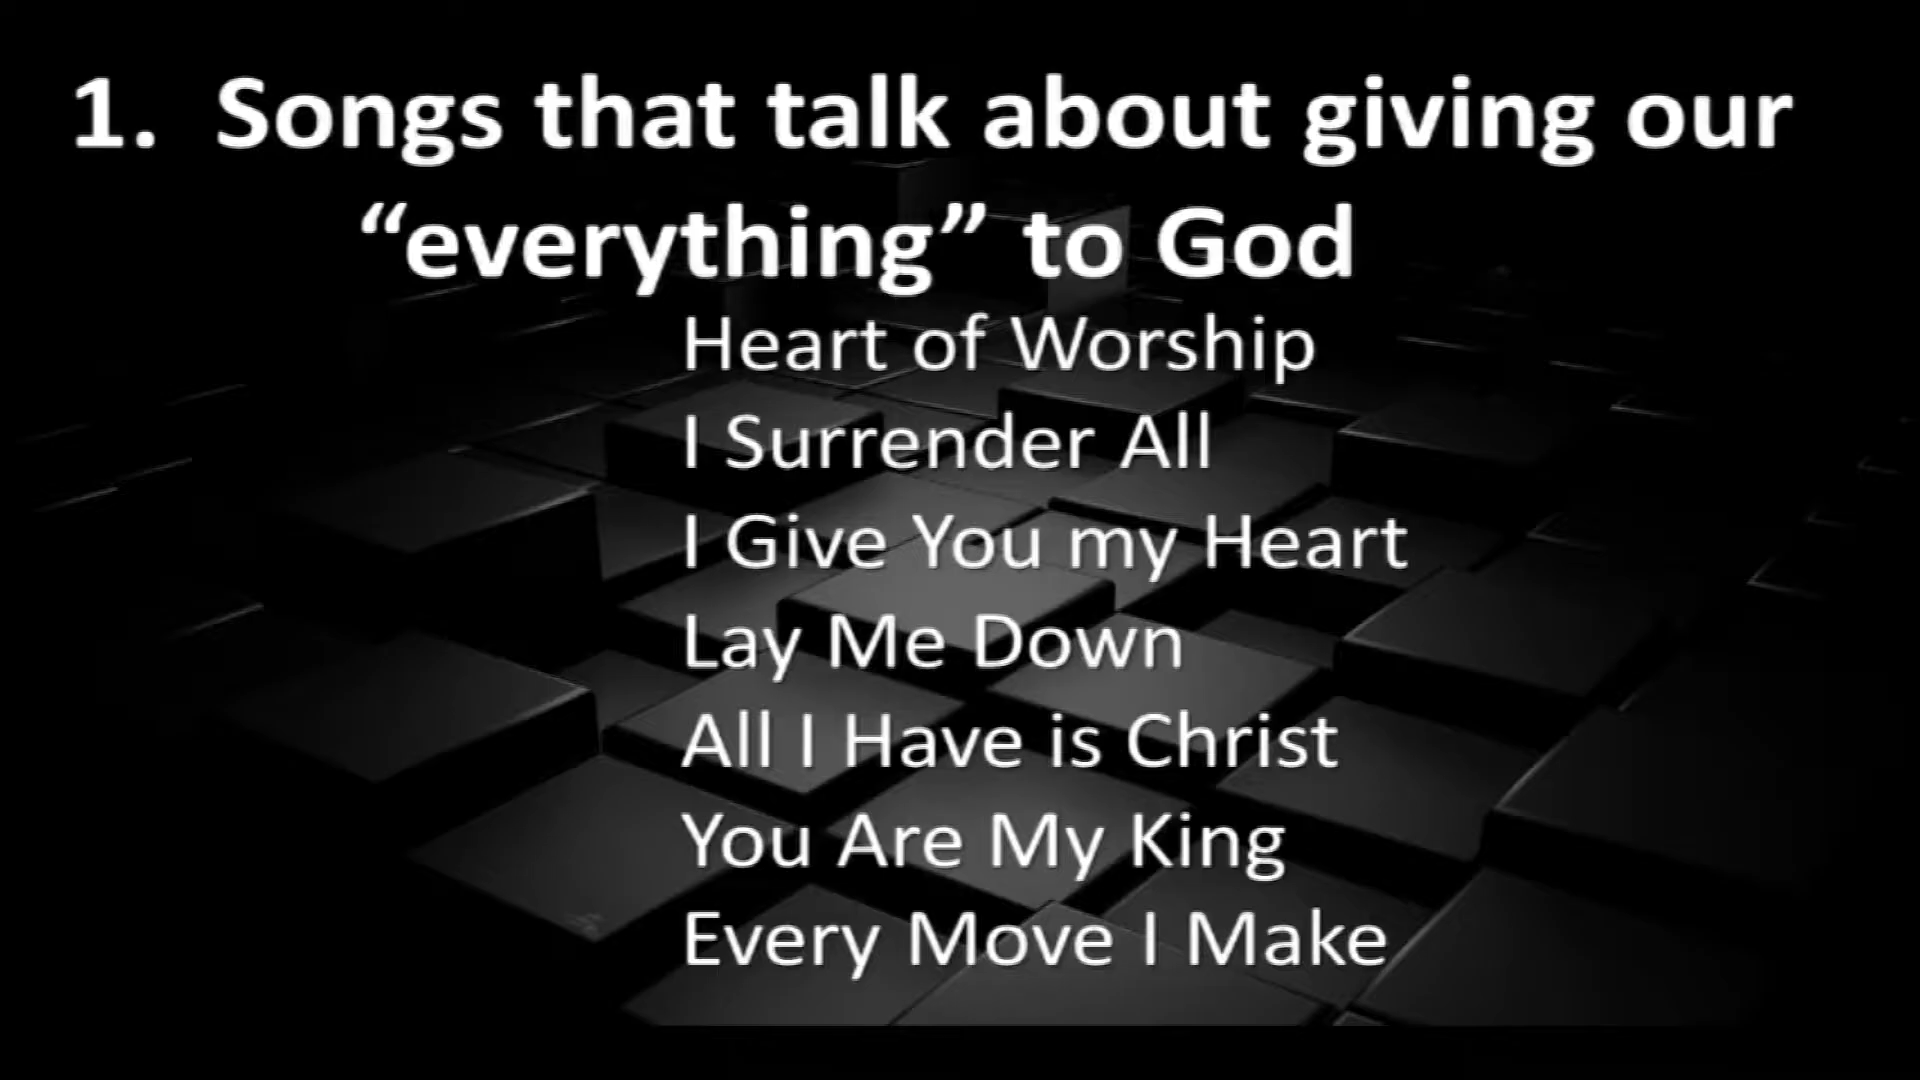 1. Songs that talk about giving our
“everything” to God
Heart of Worship
I Surrender All
I Give You my Heart
Lay Me Down
All I Have is Christ
You Are My King
Every Move I Make